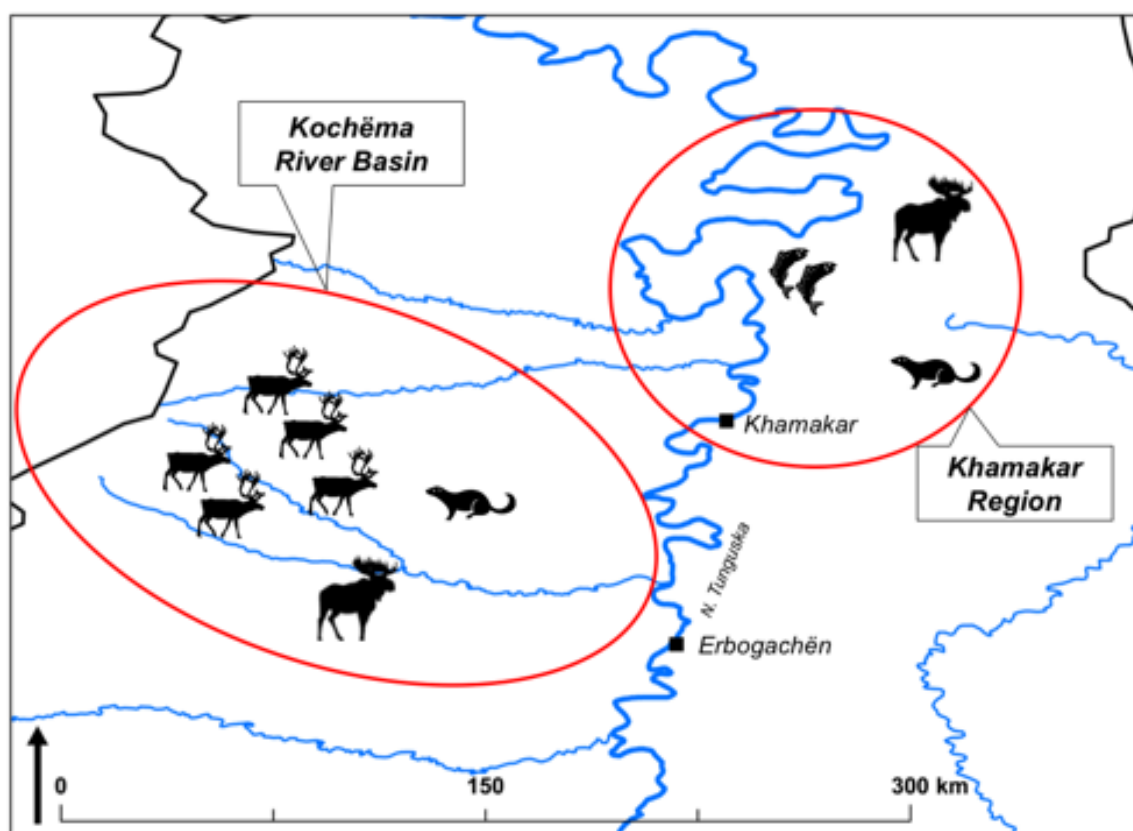 Kochëma
River Basin
Khamakar
Khamakar
Region
N. Tunguska
Erbogachën
0
150
300 km